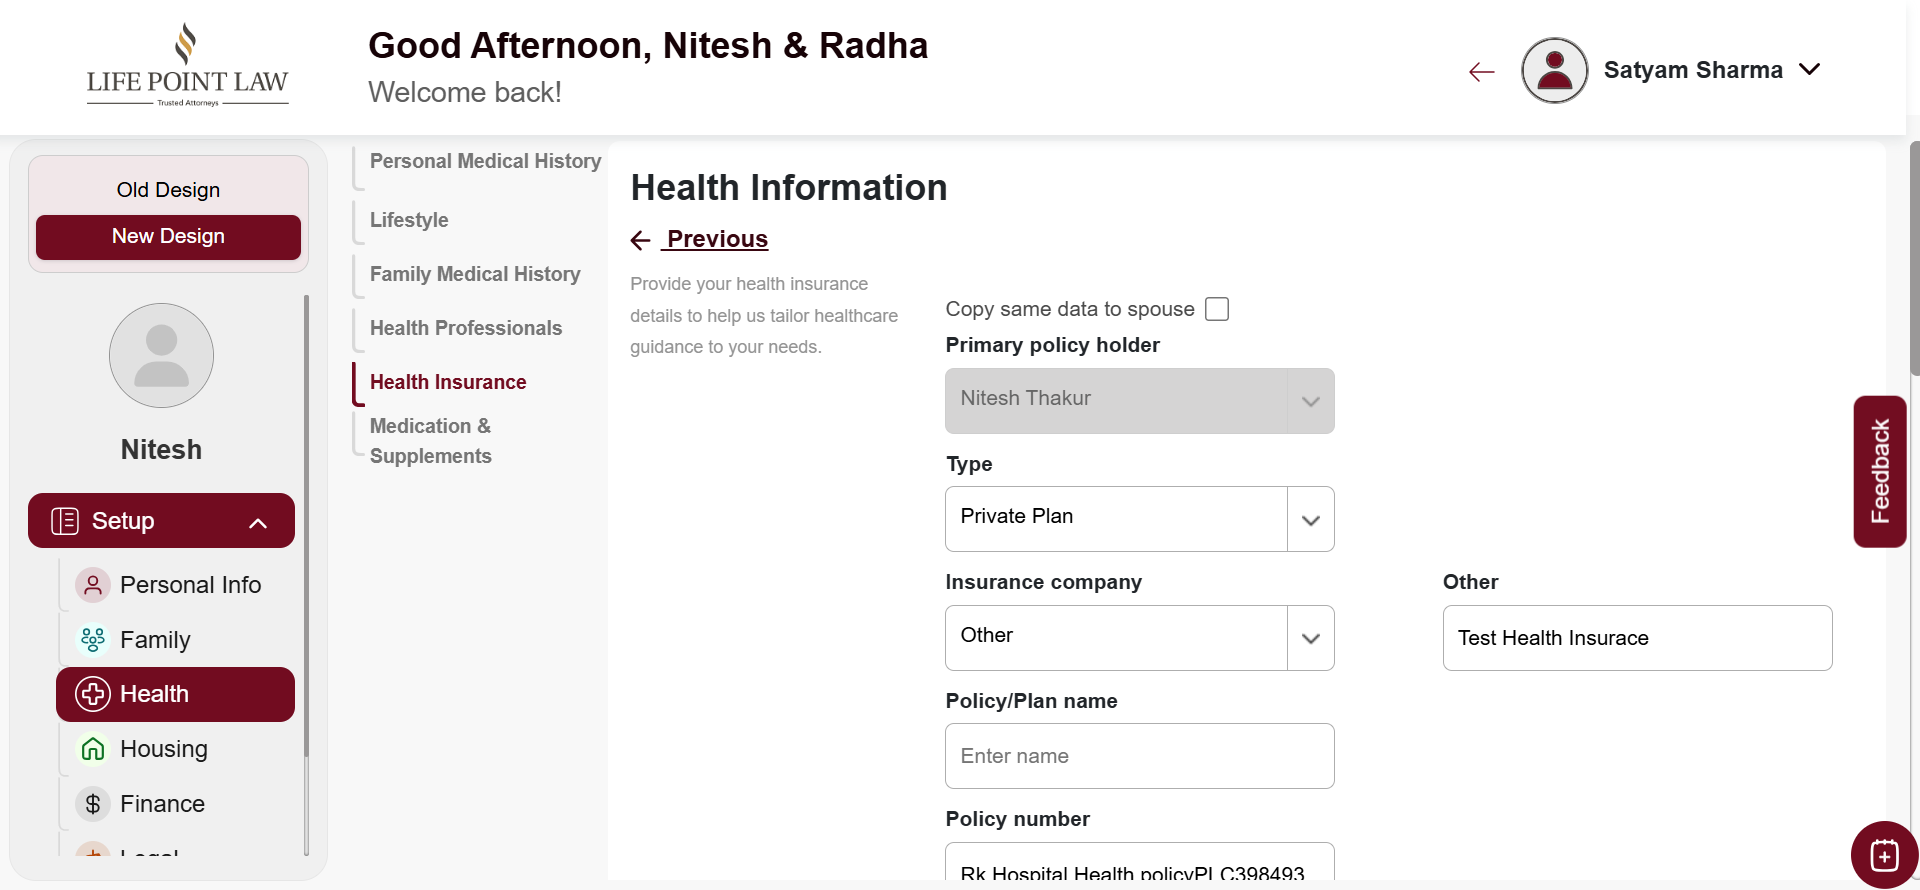 LIFE POINT LAW
Trusted Attorneys
Good Afternoon, Nitesh & Radha
Welcome back!
Satyam Sharma
Old Design
New Design
Nitesh
Setup
Personal Info
Family
Health
Housing
Finance
Legal
Personal Medical History
Lifestyle
Family Medical History
Health Professionals
Health Insurance
Medication &
Supplements
Health Information
Previous
Provide your health insurance
details to help us tailor healthcare
guidance to your needs.
Copy same data to spouse
Primary policy holder
Nitesh Thakur
Type
Private Plan
Insurance company
Other
Other
Test Health Insurace
Policy/Plan name
Enter name
Policy number
Rk Hospital Health policyPLC398493
Feedback